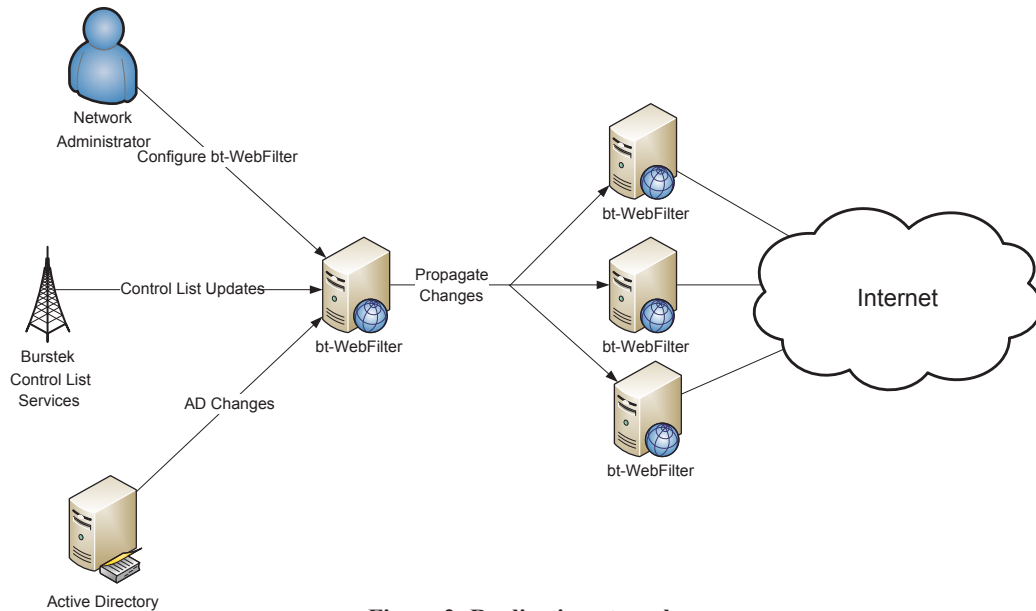 Network
Administrator
Configure bt-WebFilter
Control List Updates
Burstek
Control List
Services
AD Changes
Active Directory
bt-WebFilter
Propagate
Changes
bt-WebFilter
bt-WebFilter
bt-WebFilter
Internet